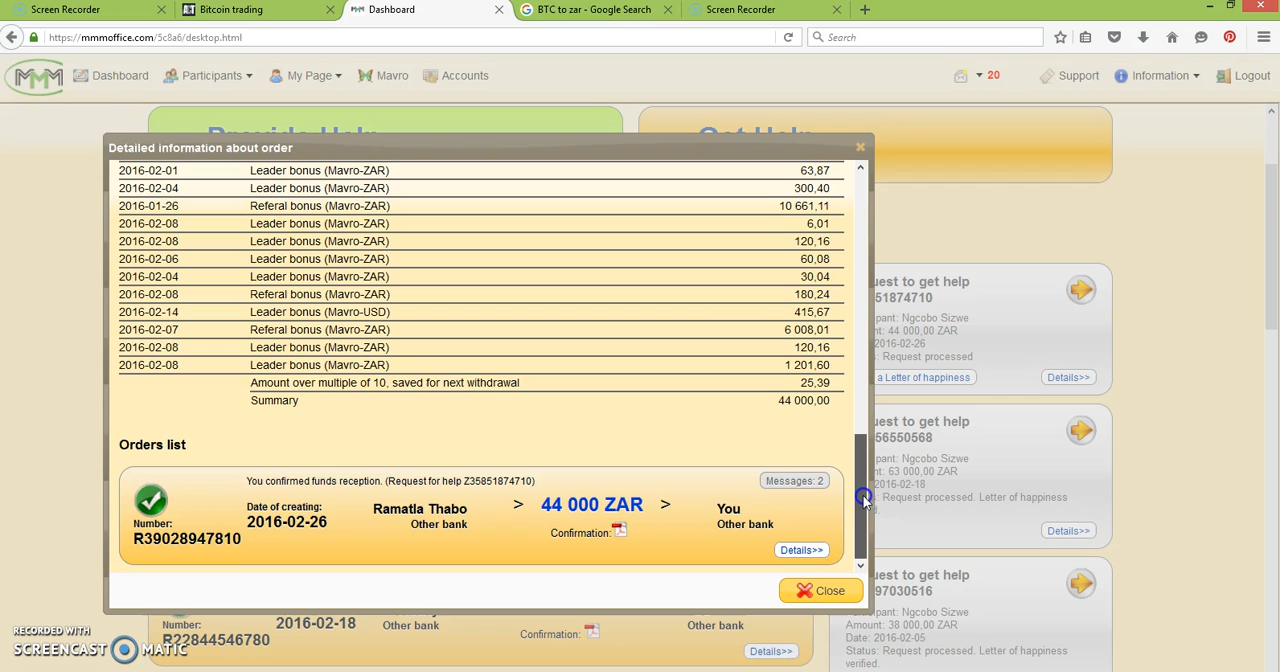 Screen Recorder
Bitcoin trading
Dashboard
BTC to zar - Google Search
Screen Recorder
https://mmmoffice.com/5c8a6/desktop.html
Search
MMM
Dashboard
Participants
My Page
Mavro
Accounts
20
Support
Information
Logout
Provide Help
Get Help
Detailed information about order
2016-02-01 Leader bonus (Mavro-ZAR) 63,87
2016-02-04 Leader bonus (Mavro-ZAR) 300,40
2016-01-26 Referal bonus (Mavro-ZAR) 10 661,11
2016-02-08 Leader bonus (Mavro-ZAR) 6,01
2016-02-08 Leader bonus (Mavro-ZAR) 120,16
2016-02-06 Leader bonus (Mavro-ZAR) 60,08
2016-02-04 Leader bonus (Mavro-ZAR) 30,04
2016-02-08 Referal bonus (Mavro-ZAR) 180,24
2016-02-14 Leader bonus (Mavro-USD) 415,67
2016-02-07 Referal bonus (Mavro-ZAR) 6 008,01
2016-02-08 Leader bonus (Mavro-ZAR) 120,16
2016-02-08 Leader bonus (Mavro-ZAR) 1 201,60
Amount over multiple of 10, saved for next withdrawal 25,39
Summary 44 000,00
Orders list
You confirmed funds reception. (Request for help Z35851874710)
Messages: 2
Number:
R39028947810
Date of creating:
2016-02-26
Ramatla Thabo
Other bank
>
44 000 ZAR
>
Confirmation:
You
Other bank
Details>>
Close
uest to get help
51874710
pant: Ngcobo Sizwe
nt: 44 000,00 ZAR
2016-02-26
s: Request processed
a Letter of happiness
Details>>
uest to get help
56550568
pant: Ngcobo Sizwe
nt: 63 000,00 ZAR
2016-02-18
s: Request processed. Letter of happiness
Details>>
uest to get help
97030516
Participant: Ngcobo Sizwe
Amount: 38 000,00 ZAR
Date: 2016-02-05
Status: Request processed. Letter of happiness
verified.
R22844546780
2016-02-18
Other bank
Confirmation:
Other bank
Details>>
RECORDED WITH
SCREENCAST MATIC